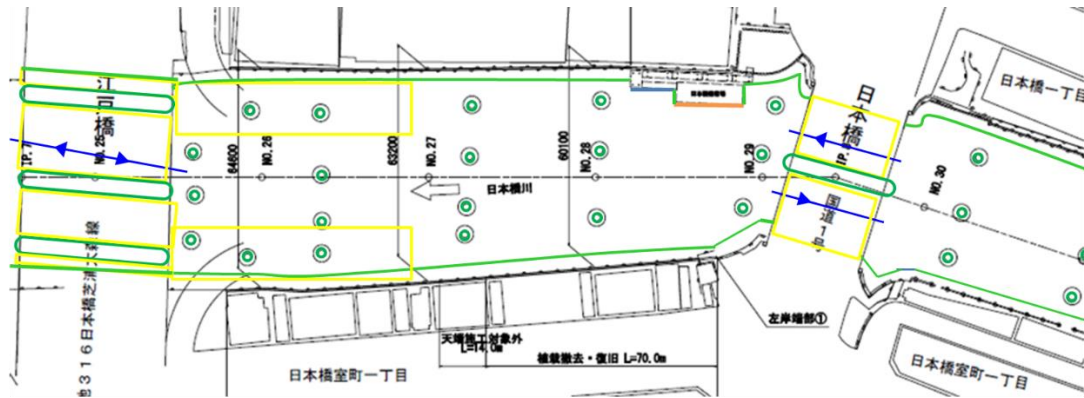 江戸橋
IP.7
NO.25
地316日本橋芝浦大森線
64600
NO.26
63200
NO.27
日本橋川
60100
NO.28
NO.29
日本橋
国道1号
NO.30
日本橋一丁目
左岸端部①
天端施工対象外
L=14.0m
植栽撤去・復旧 L=70.0m
日本橋室町一丁目
日本橋室町一丁目